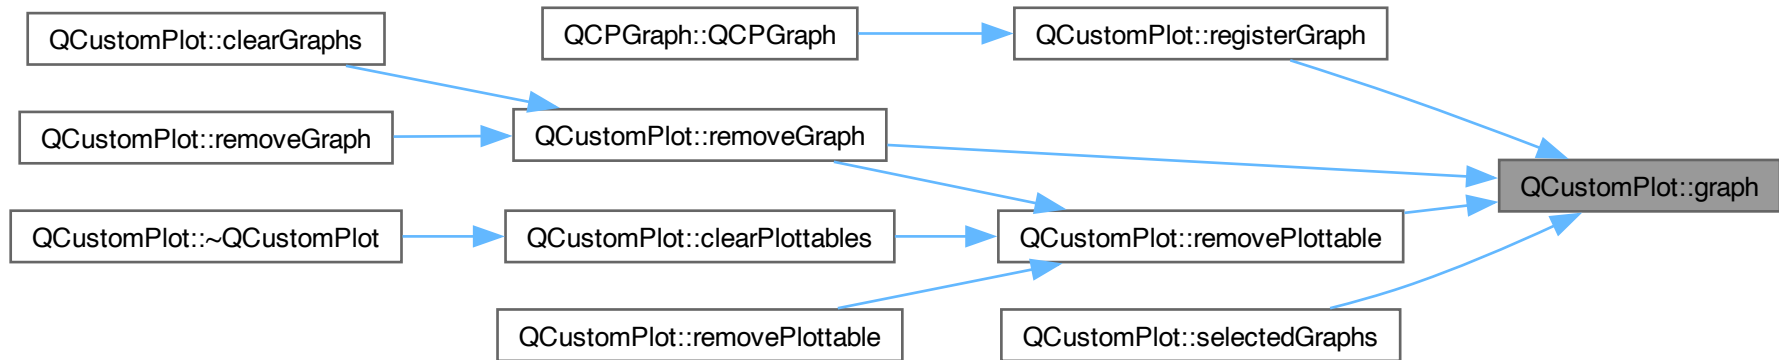 QCustomPlot::clearGraphs
QCPGraph::QCPGraph
QCustomPlot::registerGraph
QCustomPlot::removeGraph
QCustomPlot::removeGraph
QCustomPlot::graph
QCustomPlot::~QCustomPlot
QCustomPlot::clearPlottables
QCustomPlot::removePlottable
QCustomPlot::removePlottable
QCustomPlot::selectedGraphs